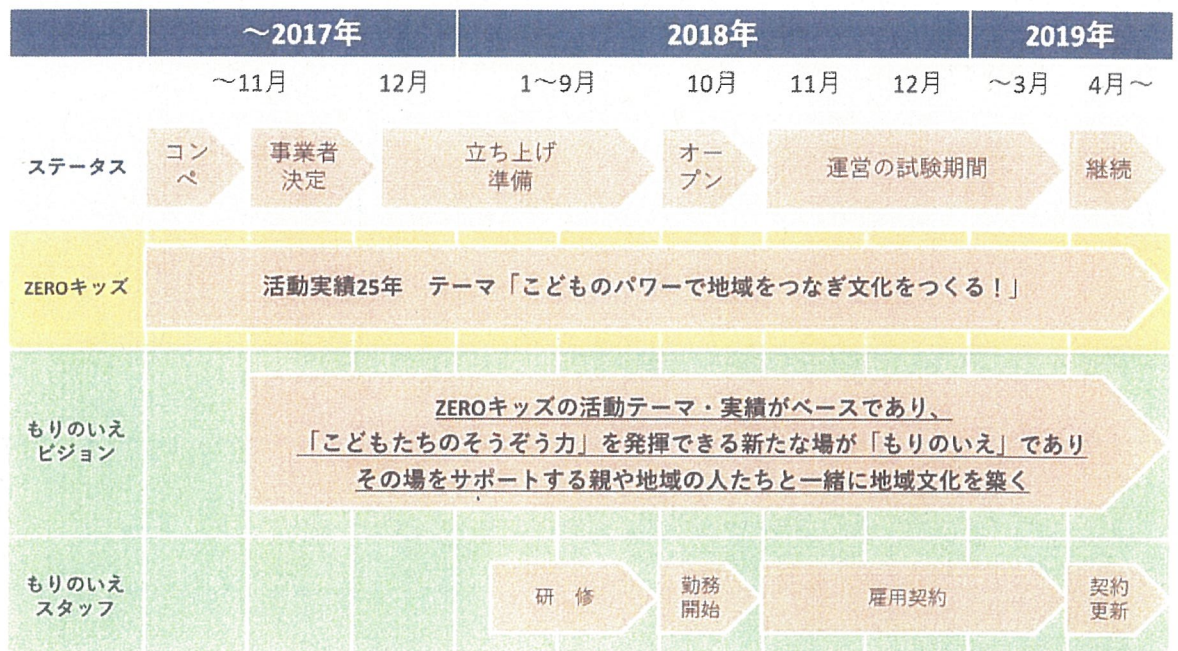 ～2017年
2018年
2019年
～11月
12月
1～9月
10月
11月
12月
～3月
4月～
ステータス
コン
ペ
事業者
決定
立ち上げ
準備
オー
プン
運営の試験期間
継続
ZEROキッズ
活動実績25年　テーマ「こどものパワーで地域をつなぎ文化をつくる！」
もりのいえ
ビジョン
ZEROキッズの活動テーマ・実績がベースであり、
「こどもたちのそうぞう力」を発揮できる新たな場が「もりのいえ」であり
その場をサポートする親や地域の人たちと一緒に地域文化を築く
もりのいえ
スタッフ
研　修
勤務
開始
雇用契約
契約
更新